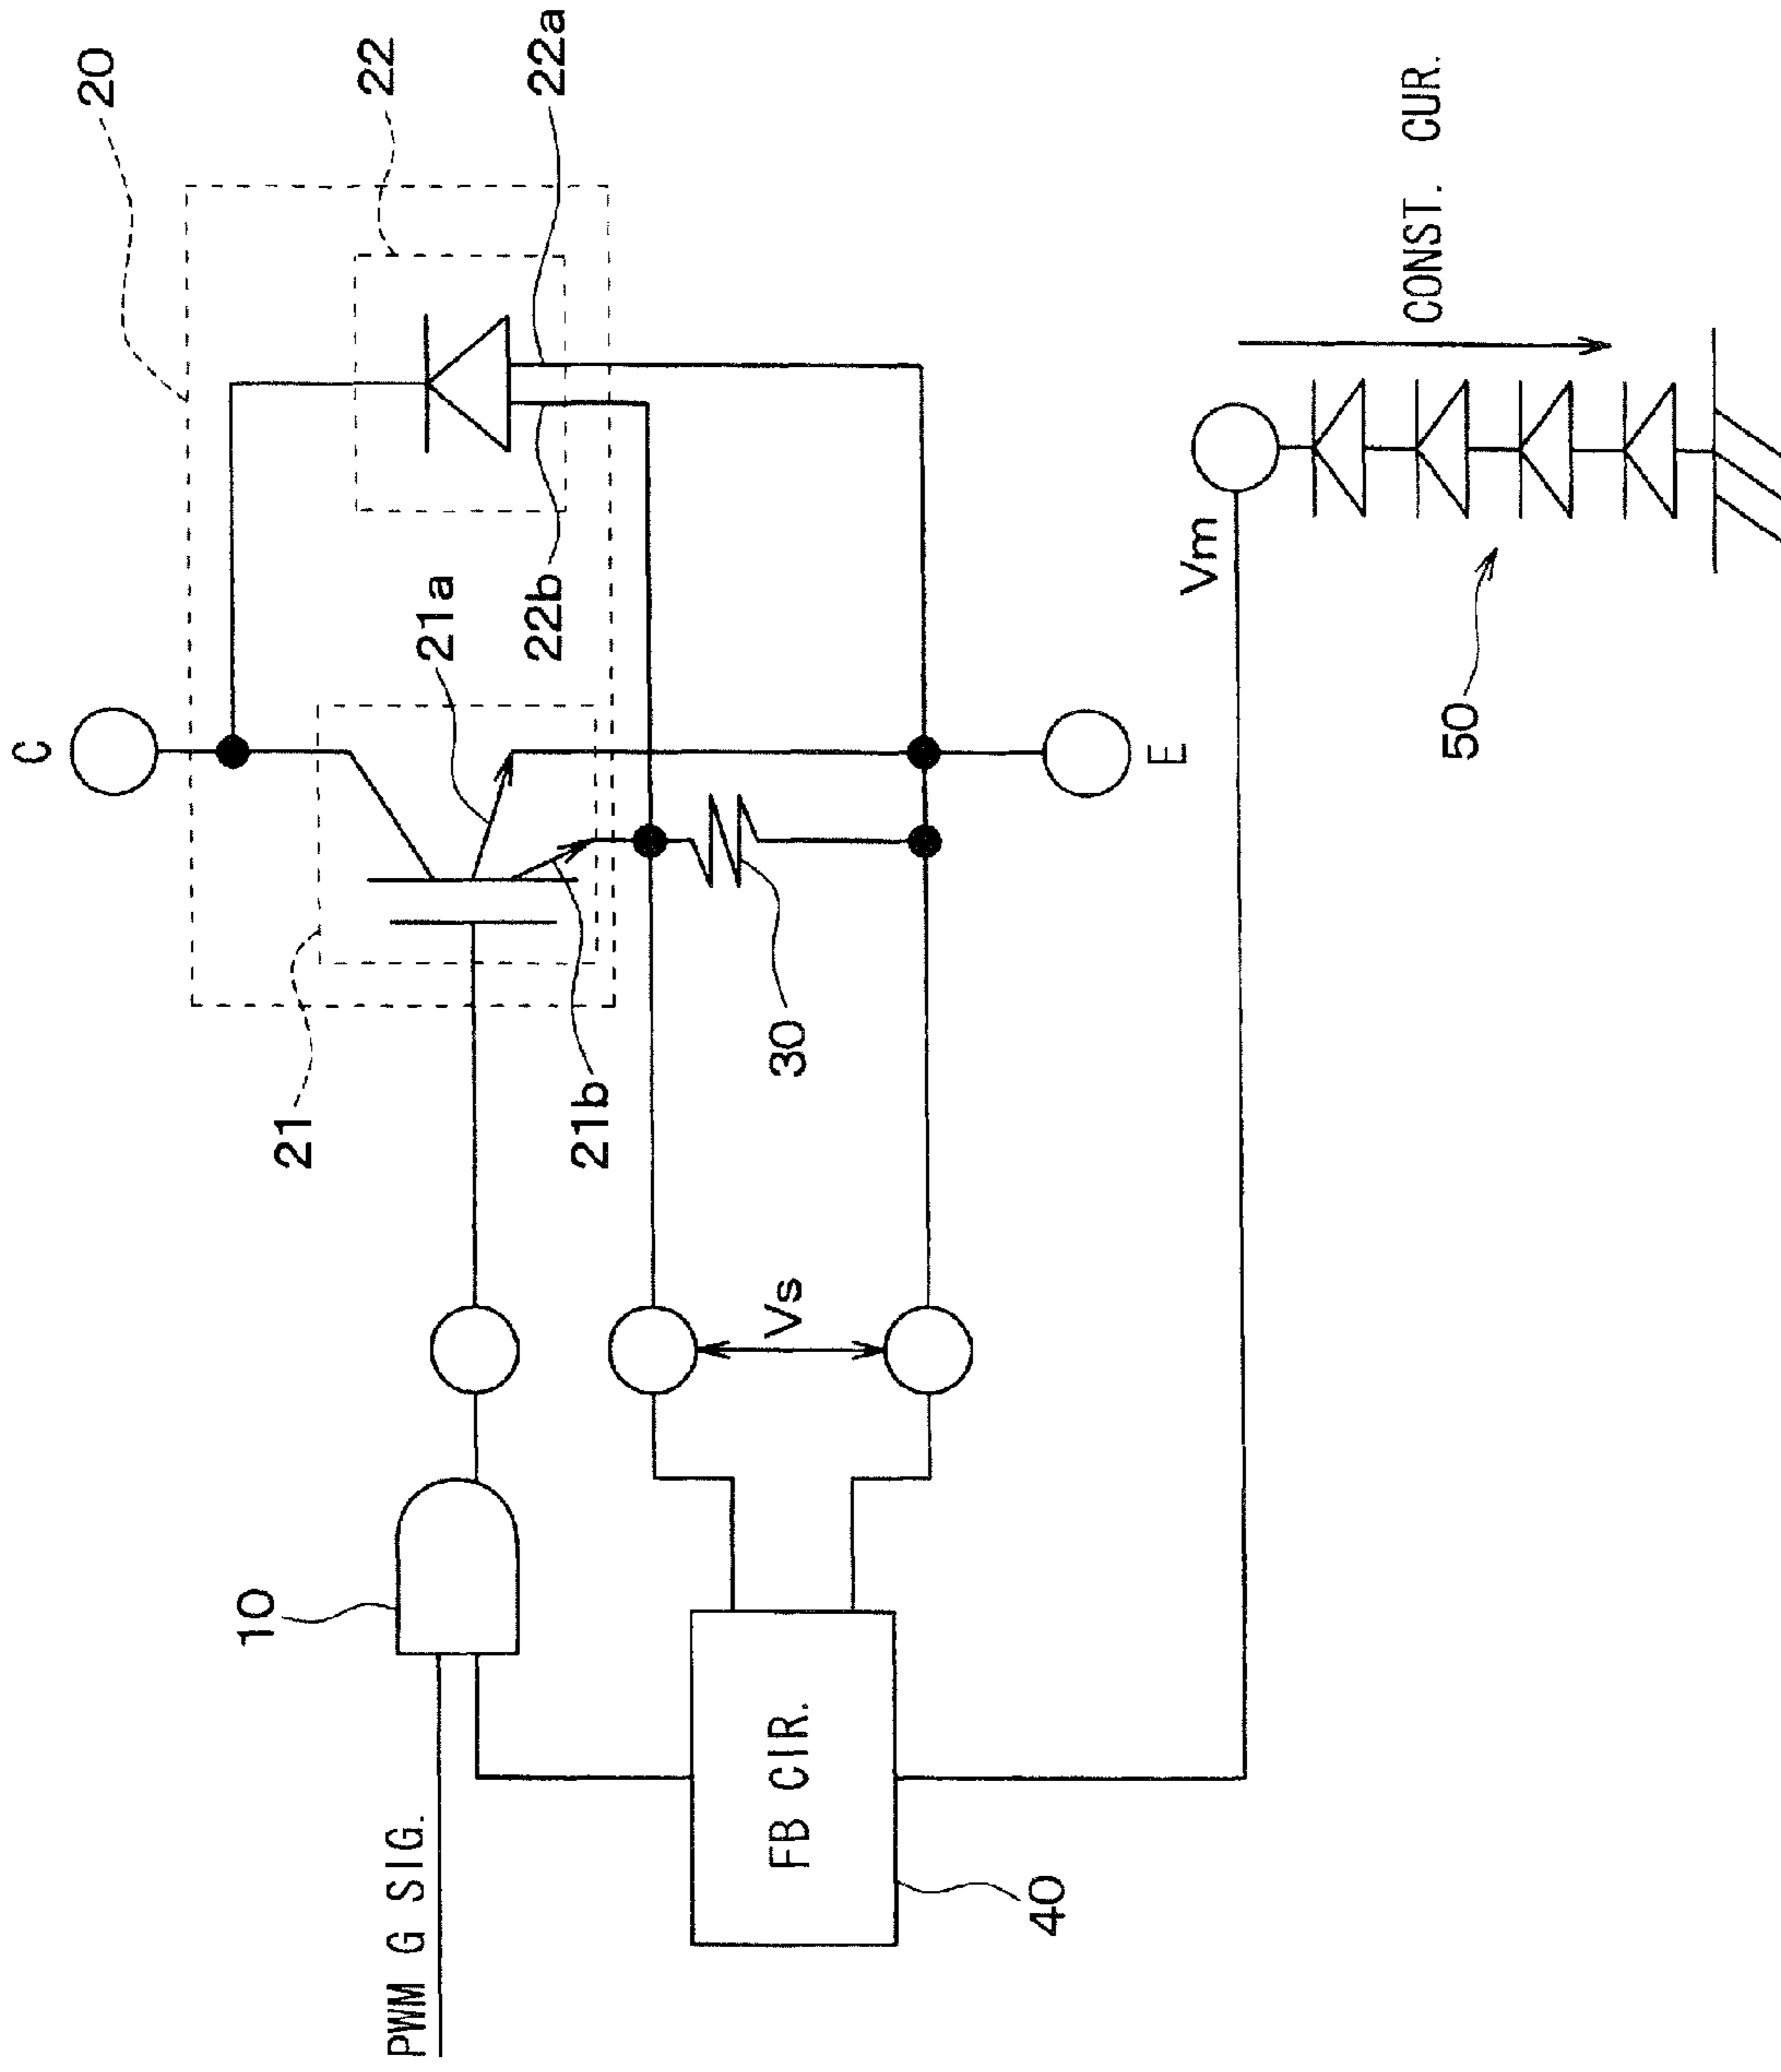 20
C
22
22a
21a
22b
21
21b
10
PWM G SIG.
30
Vs
FB CIR.
40
E
Vm
50
CONST. CUR.